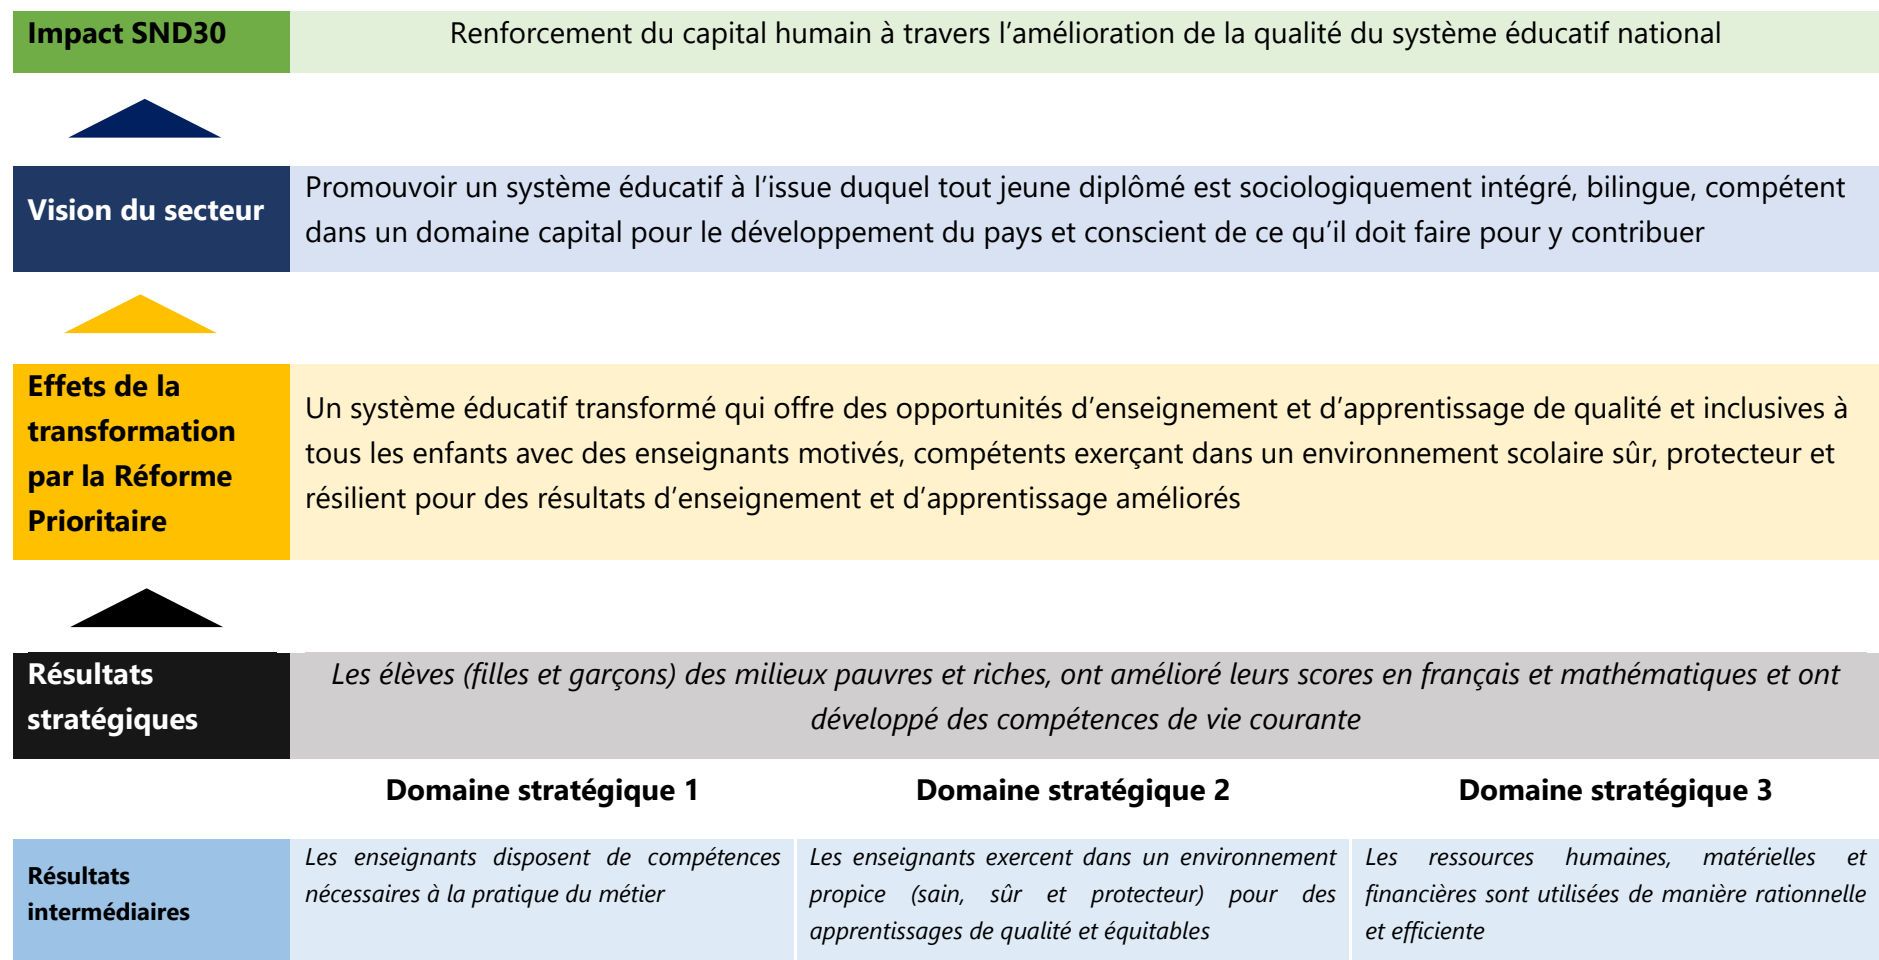 Impact SND30
Renforcement du capital humain à travers l’amélioration de la qualité du système éducatif national
Vision du secteur
Promouvoir un système éducatif à l’issue duquel tout jeune diplômé est sociologiquement intégré, bilingue, compétent
dans un domaine capital pour le développement du pays et conscient de ce qu’il doit faire pour y contribuer
Effets de la
transformation
par la Réforme
Prioritaire
Un système éducatif transformé qui offre des opportunités d’enseignement et d’apprentissage de qualité et inclusives à
tous les enfants avec des enseignants motivés, compétents exerçant dans un environnement scolaire sûr, protecteur et
résilient pour des résultats d’enseignement et d’apprentissage améliorés
Résultats
stratégiques
Les élèves (filles et garçons) des milieux pauvres et riches, ont amélioré leurs scores en français et mathématiques et ont
développé des compétences de vie courante
Domaine stratégique 1
Domaine stratégique 2
Domaine stratégique 3
Résultats
intermédiaires
Les enseignants disposent de compétences
nécessaires à la pratique du métier
Les enseignants exercent dans un environnement
propice (sain, sûr et protecteur) pour des
apprentissages de qualité et équitables
Les ressources humaines, matérielles et
financières sont utilisées de manière rationnelle
et efficiente